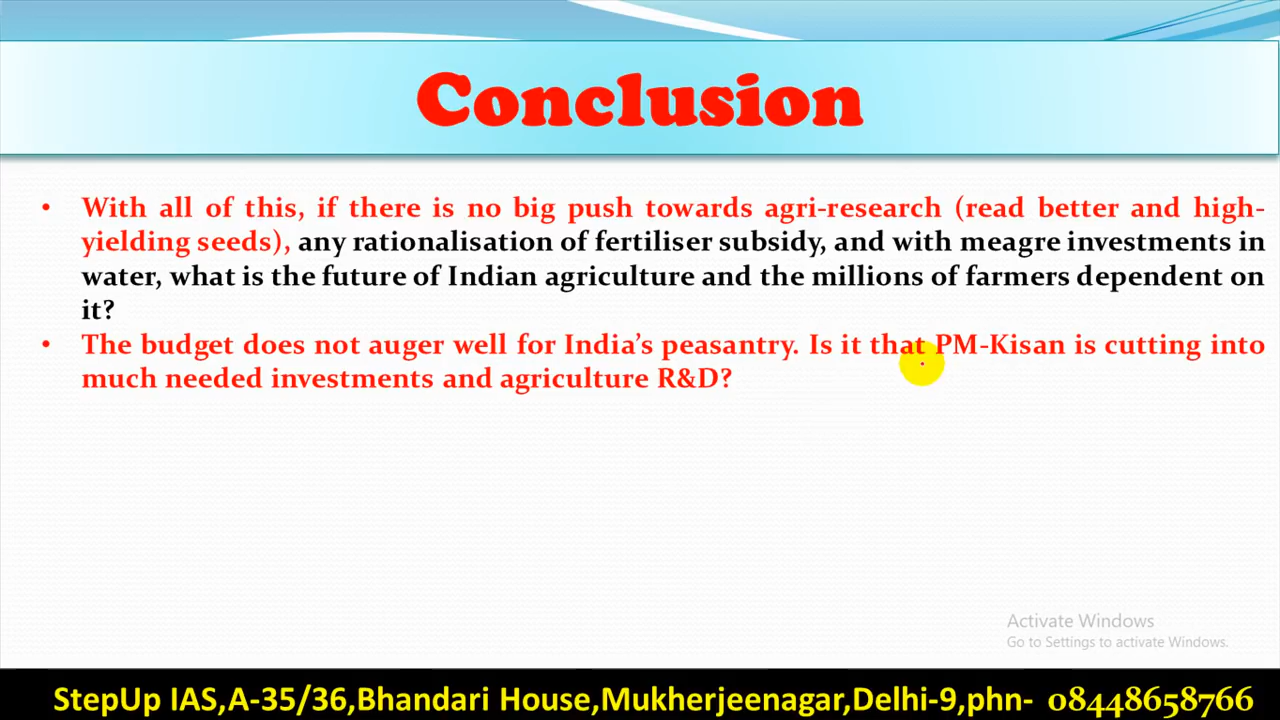 Conclusion
• With all of this, if there is no big push towards agri-research (read better and high-
yielding seeds), any rationalisation of fertiliser subsidy, and with meagre investments in
water, what is the future of Indian agriculture and the millions of farmers dependent on
it?
• The budget does not auger well for India’s peasantry. Is it that PM-Kisan is cutting into
much needed investments and agriculture R&D?
Activate Windows
Go to Settings to activate Windows.
StepUp IAS,A-35/36,Bhandari House,Mukherjeenagar,Delhi-9,phn- 08448658766